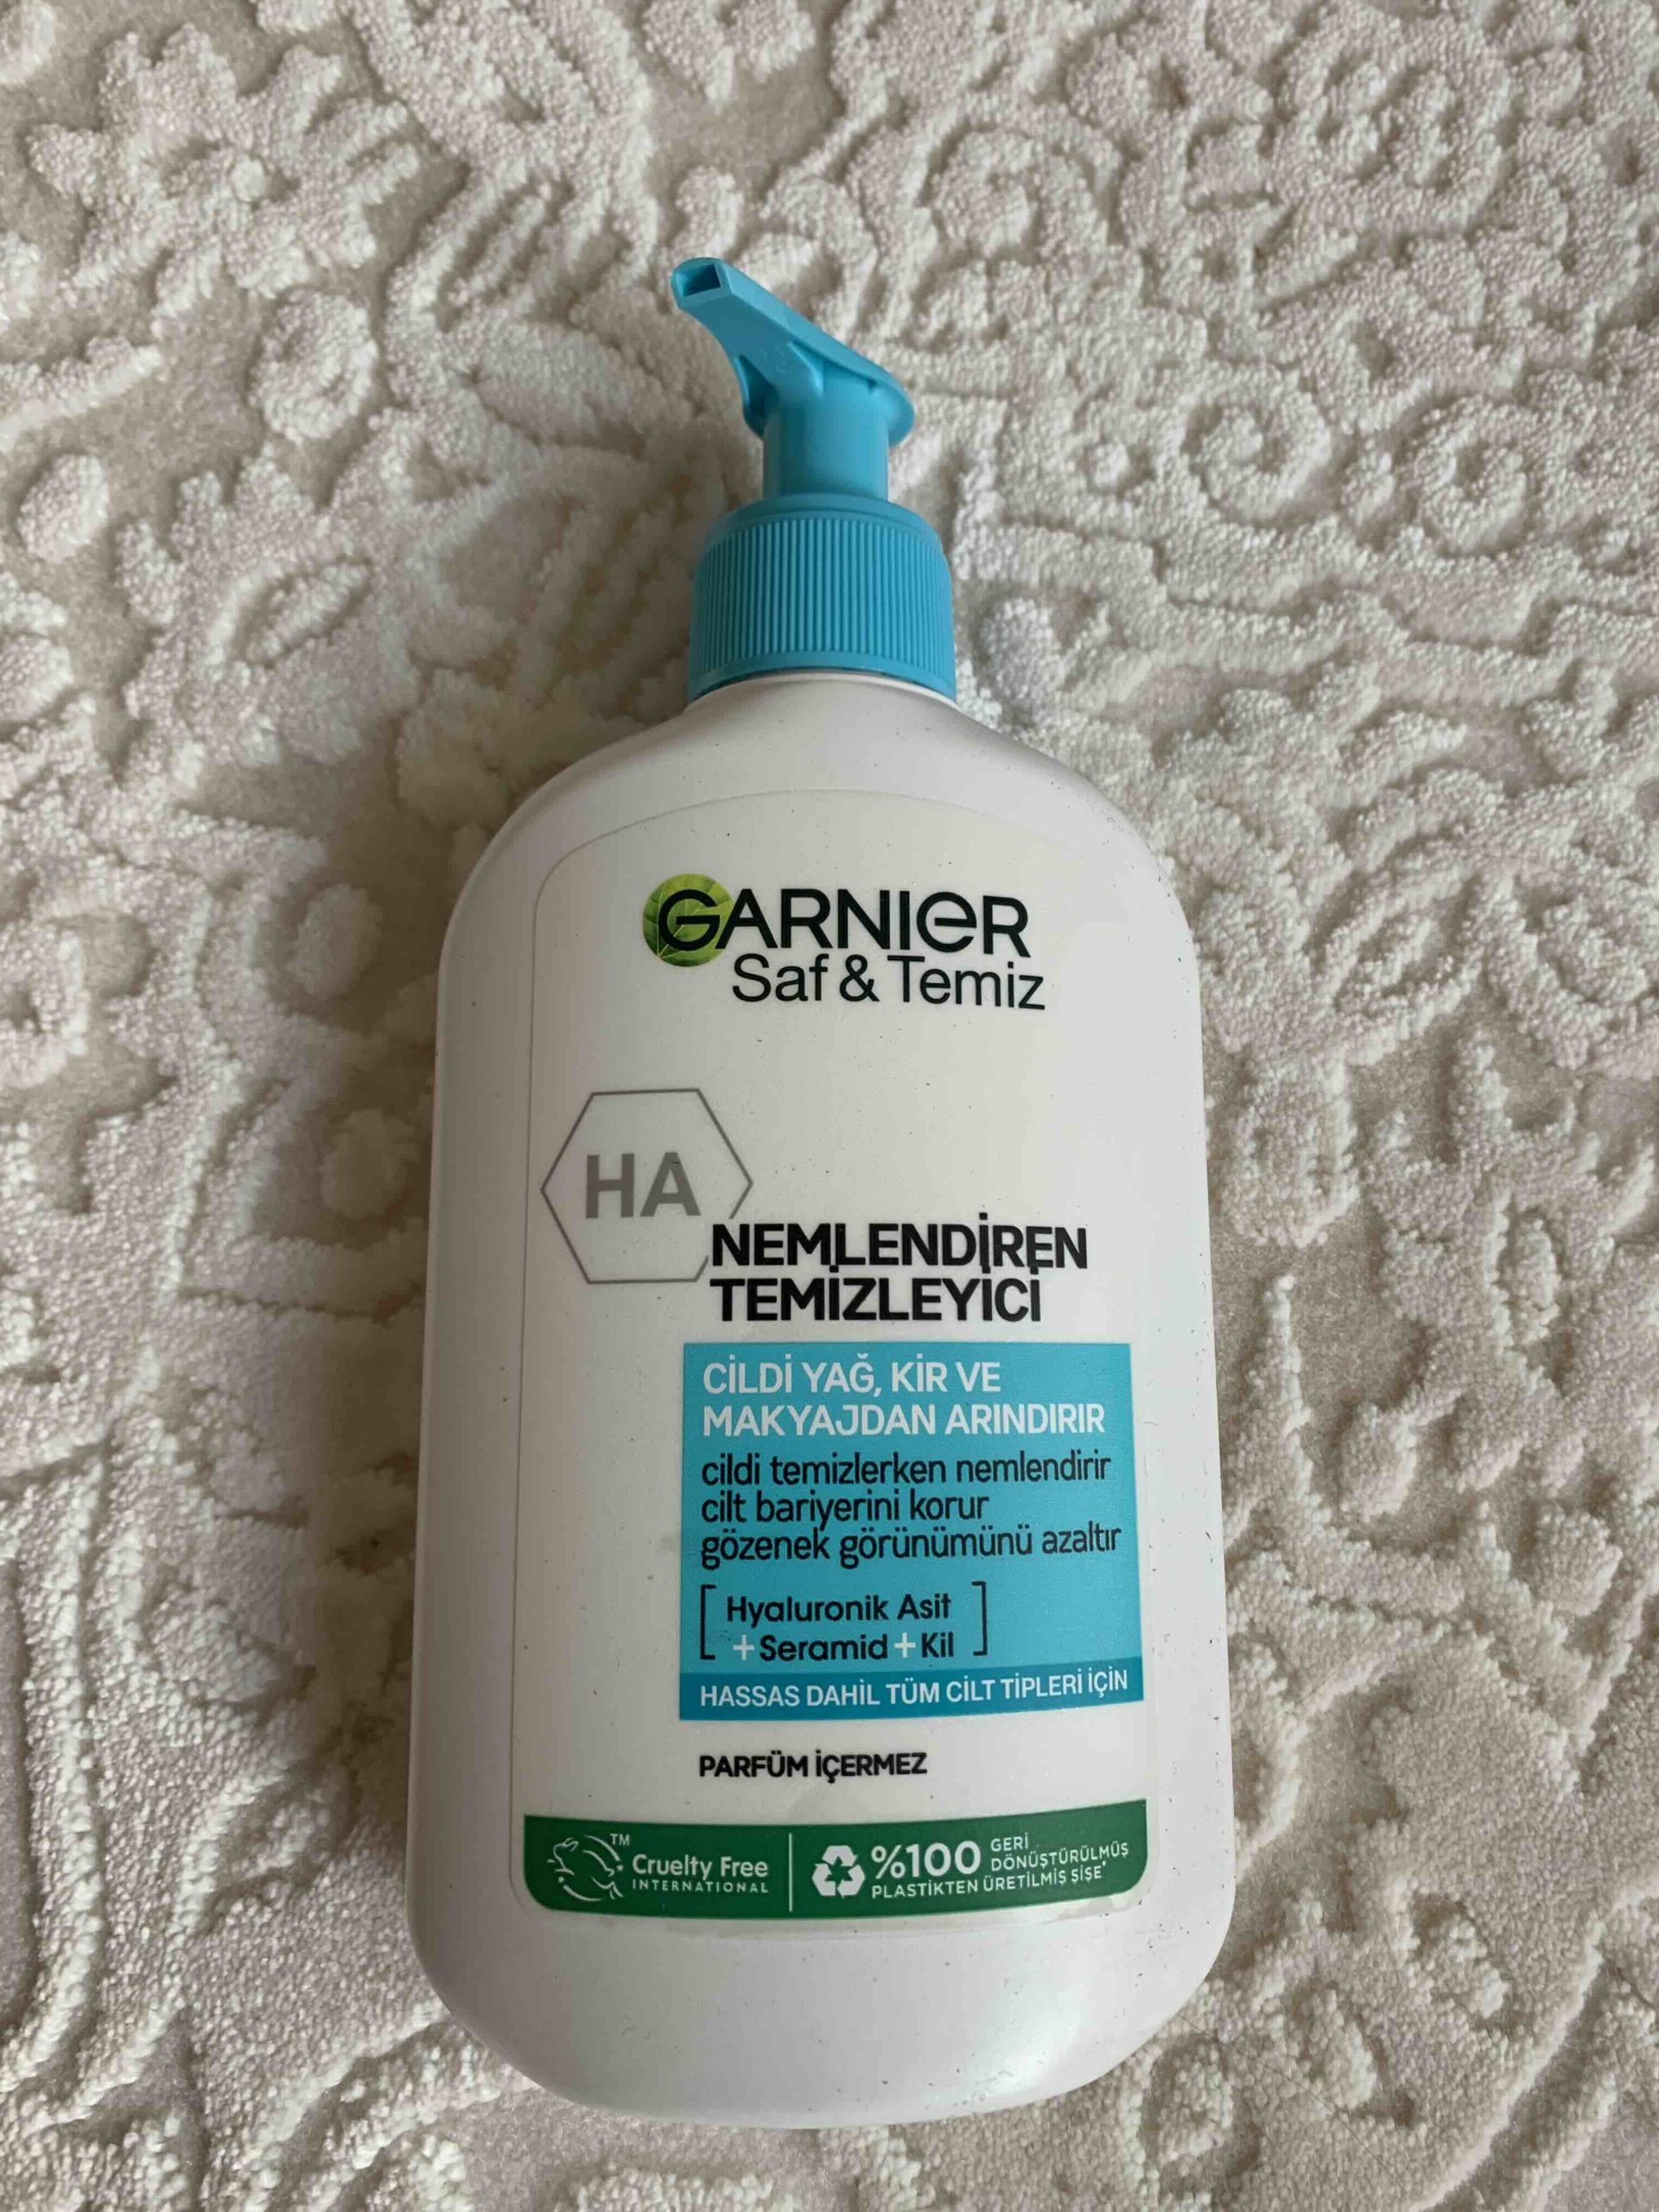 GARNIER
Saf & Temiz
HA
NEMLENDİREN
TEMİZLEYİCİ
CİLDİ YAĞ, KİR VE
MAKYAJDAN ARINDIRIR
cildi temizlerken nemlendirir
cilt bariyerini korur
gözenek görünümünü azaltır
[Hyaluronik Asit
+Seramid+Kil]
HASSAS DAHİL TÜM CİLT TİPLERİ İÇİN
PARFÜM İÇERMEZ
TM
Cruelty Free
INTERNATIONAL
%100 GERİ
DÖNÜŞTÜRÜLMÜŞ
PLASTİKTEN ÜRETİLMİŞ ŞİŞE*